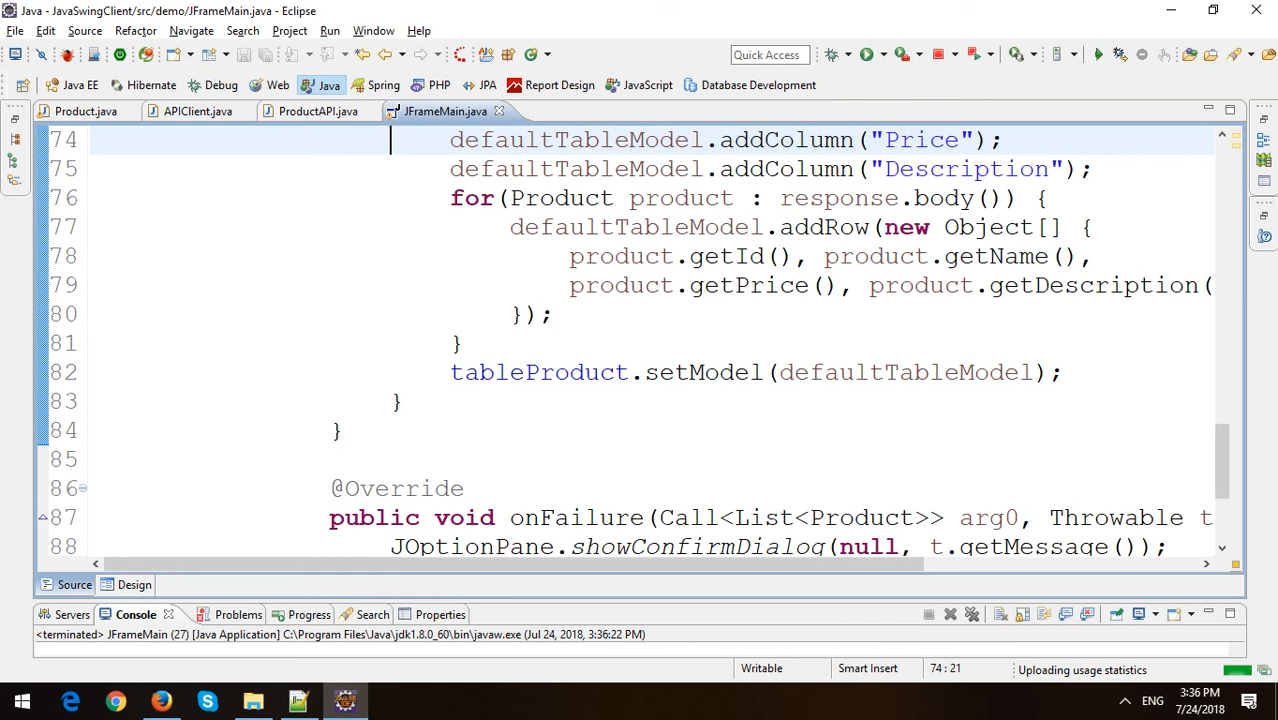 Java - JavaSwingClient/src/demo/JFrameMain.java - Eclipse
File Edit Source Refactor Navigate Search Project Run Window Help
Quick Access
Java EE Hibernate Debug Web Java Spring PHP JPA Report Design JavaScript Database Development
Product.java APIClient.java ProductAPI.java JFrameMain.java
74 defaultTableModel.addColumn("Price");
75 defaultTableModel.addColumn("Description");
76 for(Product product : response.body()) {
77 defaultTableModel.addRow(new Object[] {
78 product.getId(), product.getName(),
79 product.getPrice(), product.getDescription(
80 });
81 }
82 tableProduct.setModel(defaultTableModel);
83 }
84 }
85
86 @Override
87 public void onFailure(Call<List<Product>> arg0, Throwable t
88 JOptionPane.showConfirmDialog(null, t.getMessage());
Source Design
Servers Console Problems Progress Search Properties
<terminated> JFrameMain (27) [Java Application] C:\Program Files\Java\jdk1.8.0_60\bin\javaw.exe (Jul 24, 2018, 3:36:22 PM)
Writable Smart Insert 74 : 21 Uploading usage statistics
ENG 3:36 PM
7/24/2018